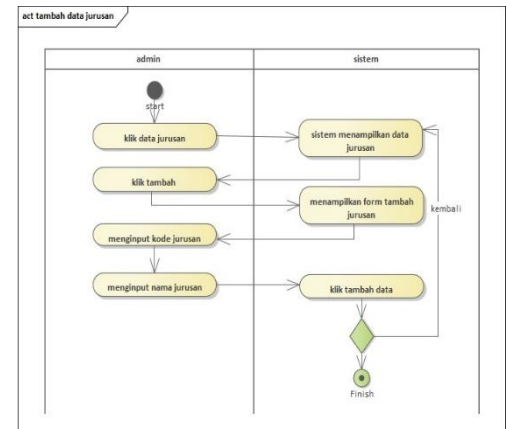 act tambah data jurusan
admin
sistem
start
klik data jurusan
sistem menampilkan data
jurusan
klik tambah
menampilkan form tambah
jurusan
kembali
menginput kode jurusan
menginput nama jurusan
klik tambah data
Finish